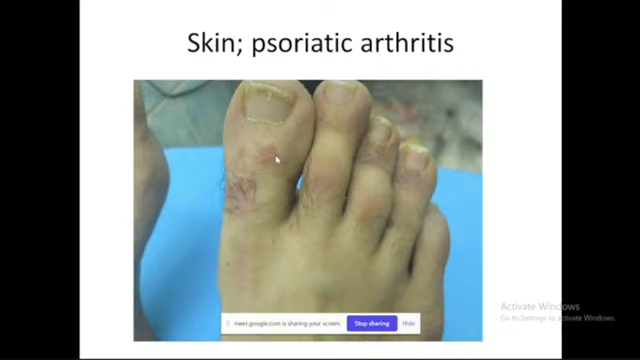 Skin; psoriatic arthritis
meet.google.com is sharing your screen. Stop sharing Hide
Activate Windows
Go to Settings to activate Windows.